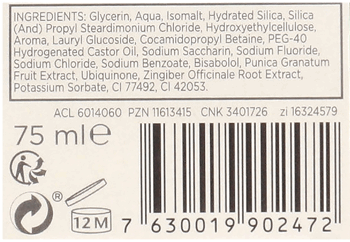 INGREDIENTS: Glycerin, Aqua, Isomalt, Hydrated Silica, Silica
(And) Propyl Steardimonium Chloride, Hydroxyethylcellulose,
Aroma, Lauryl Glucoside, Cocamidopropyl Betaine, PEG-40
Hydrogenated Castor Oil, Sodium Saccharin, Sodium Fluoride,
Sodium Chloride, Sodium Benzoate, Bisabolol, Punica Granatum
Fruit Extract, Ubiquinone, Zingiber Officinale Root Extract,
Potassium Sorbate, CI 77492, CI 42053.
ACL 6014060 PZN 11613415 CNK 3401726 zi 16324579
75 ml e
®
12M
7 630019 902472